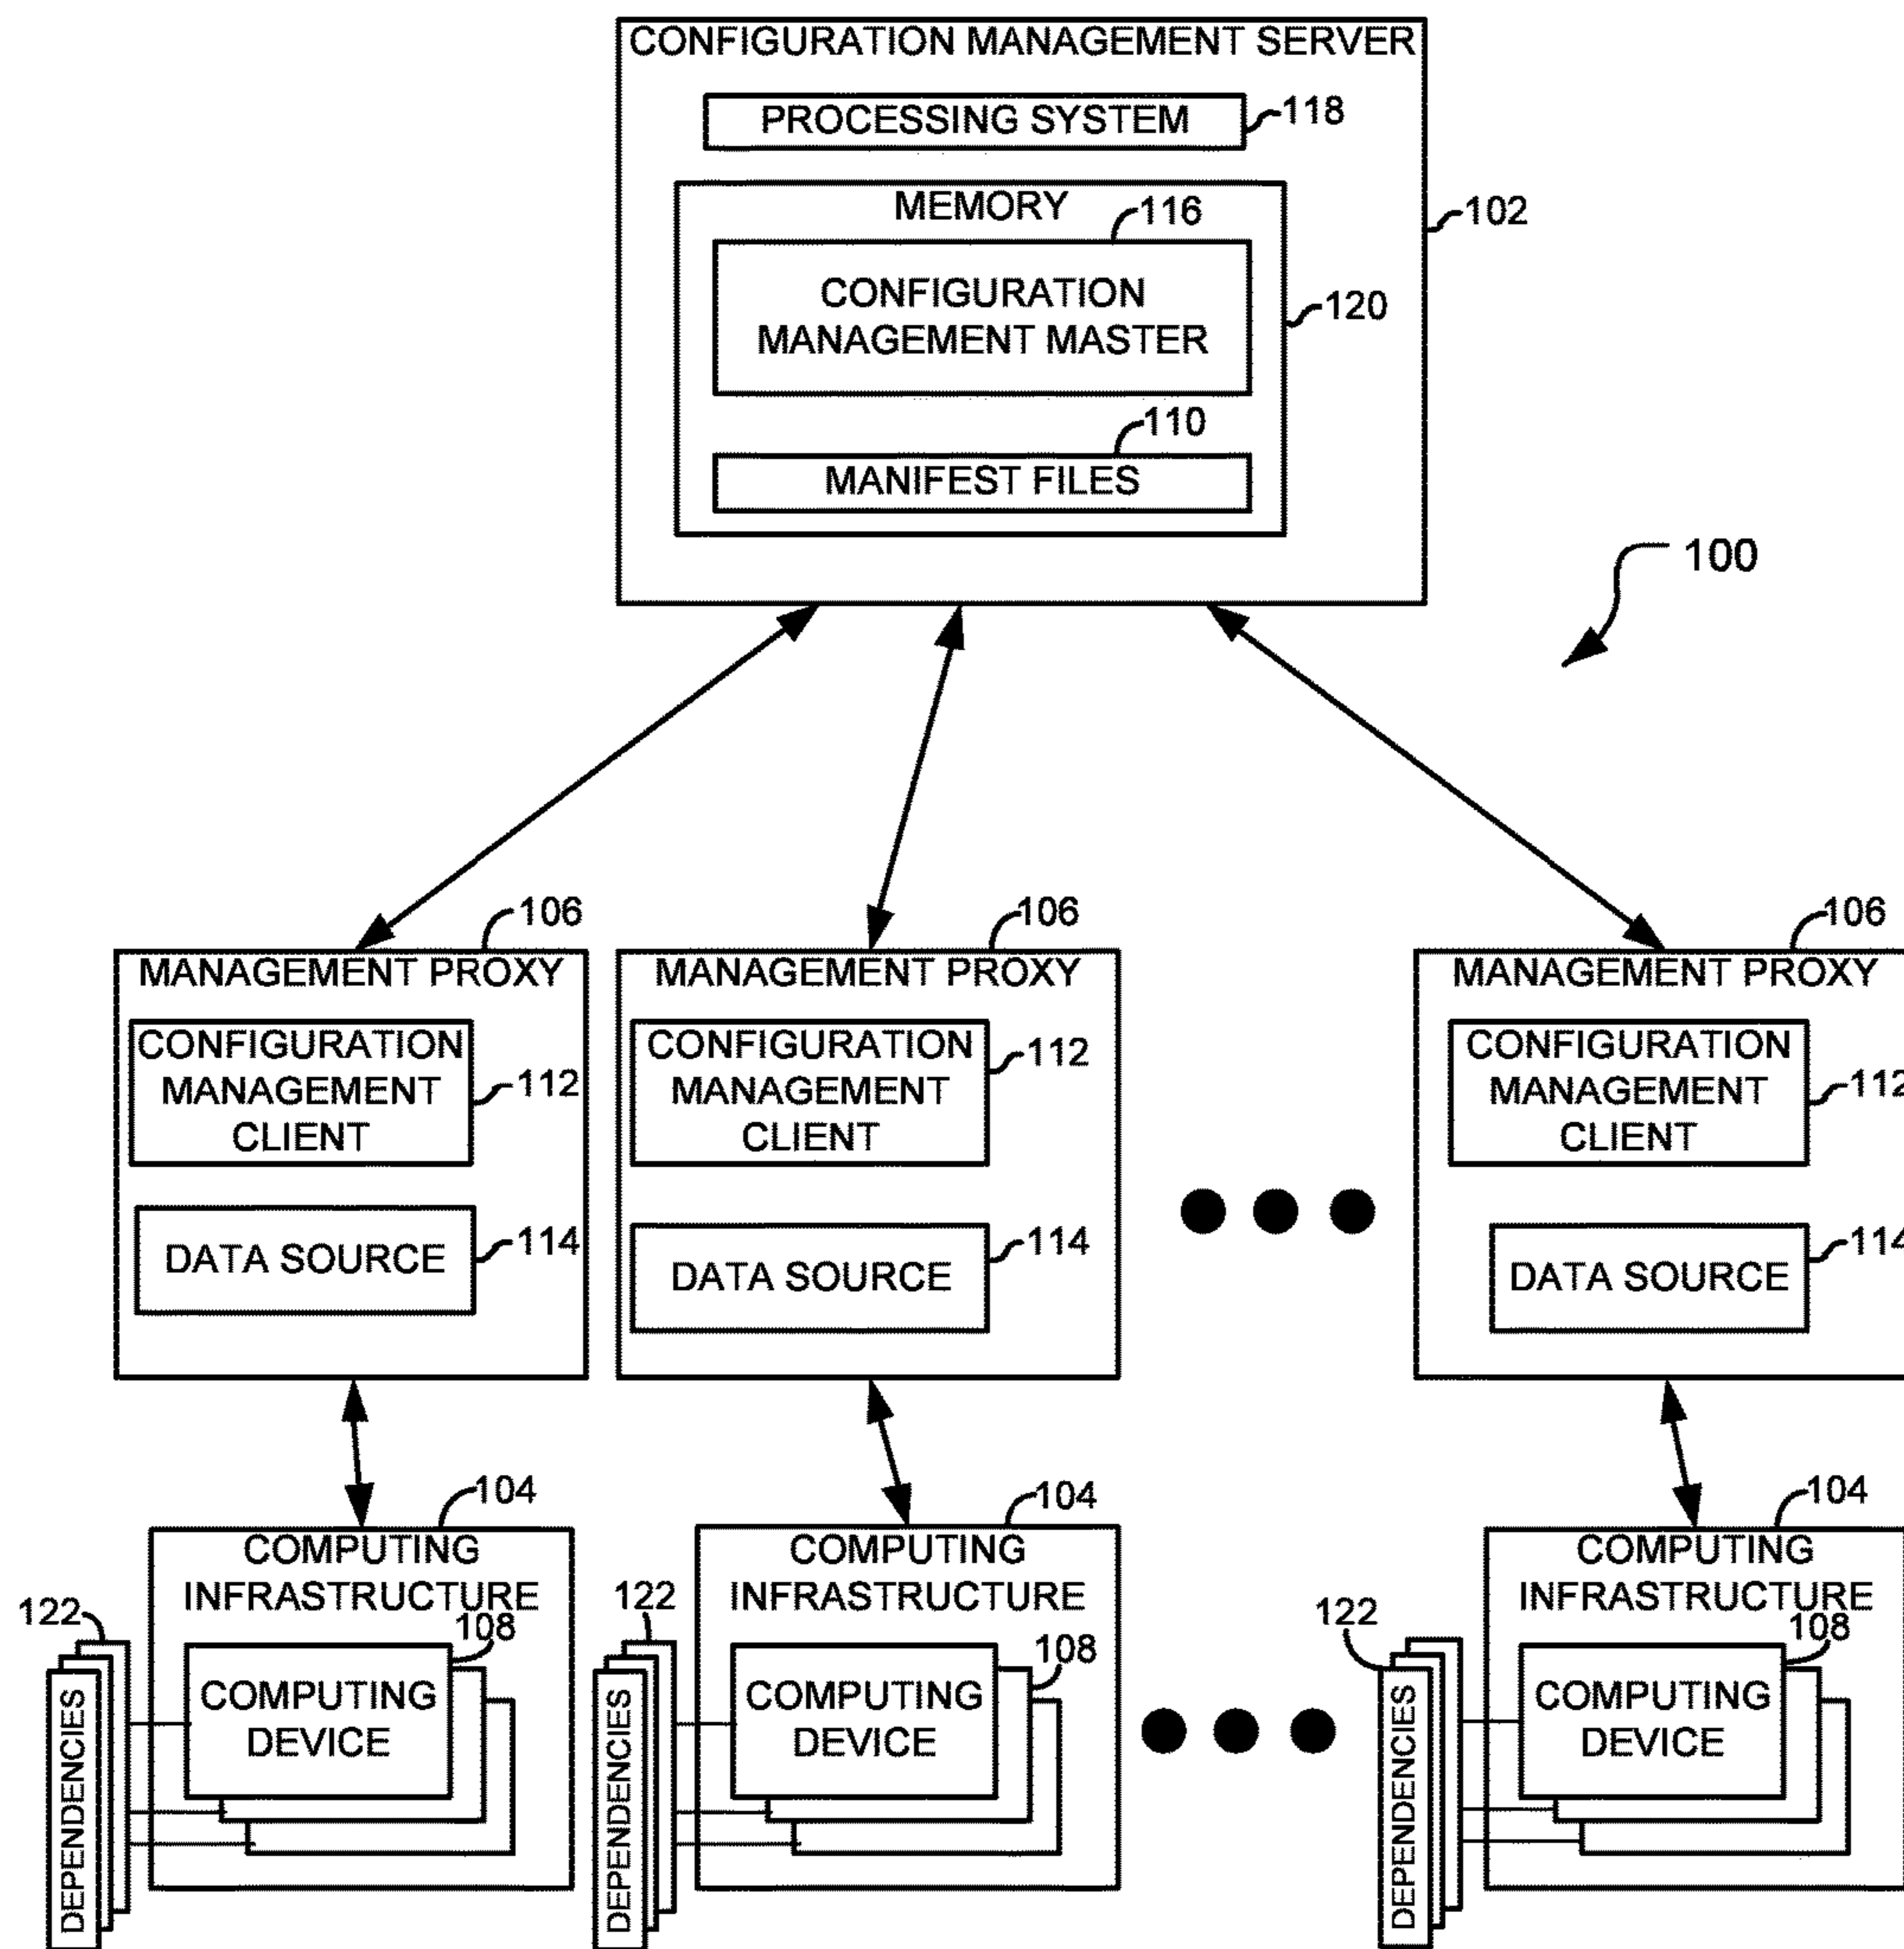 CONFIGURATION MANAGEMENT SERVER
PROCESSING SYSTEM
118
MEMORY
116
102
CONFIGURATION
MANAGEMENT MASTER
120
110
MANIFEST FILES
100
106
MANAGEMENT PROXY
CONFIGURATION
MANAGEMENT
CLIENT
112
DATA SOURCE
114
106
MANAGEMENT PROXY
CONFIGURATION
MANAGEMENT
CLIENT
112
DATA SOURCE
114
106
MANAGEMENT PROXY
CONFIGURATION
MANAGEMENT
CLIENT
112
DATA SOURCE
114
104
COMPUTING
INFRASTRUCTURE
122
108
COMPUTING
DEVICE
DEPENDENCIES
104
COMPUTING
INFRASTRUCTURE
122
108
COMPUTING
DEVICE
DEPENDENCIES
104
COMPUTING
INFRASTRUCTURE
122
108
COMPUTING
DEVICE
DEPENDENCIES